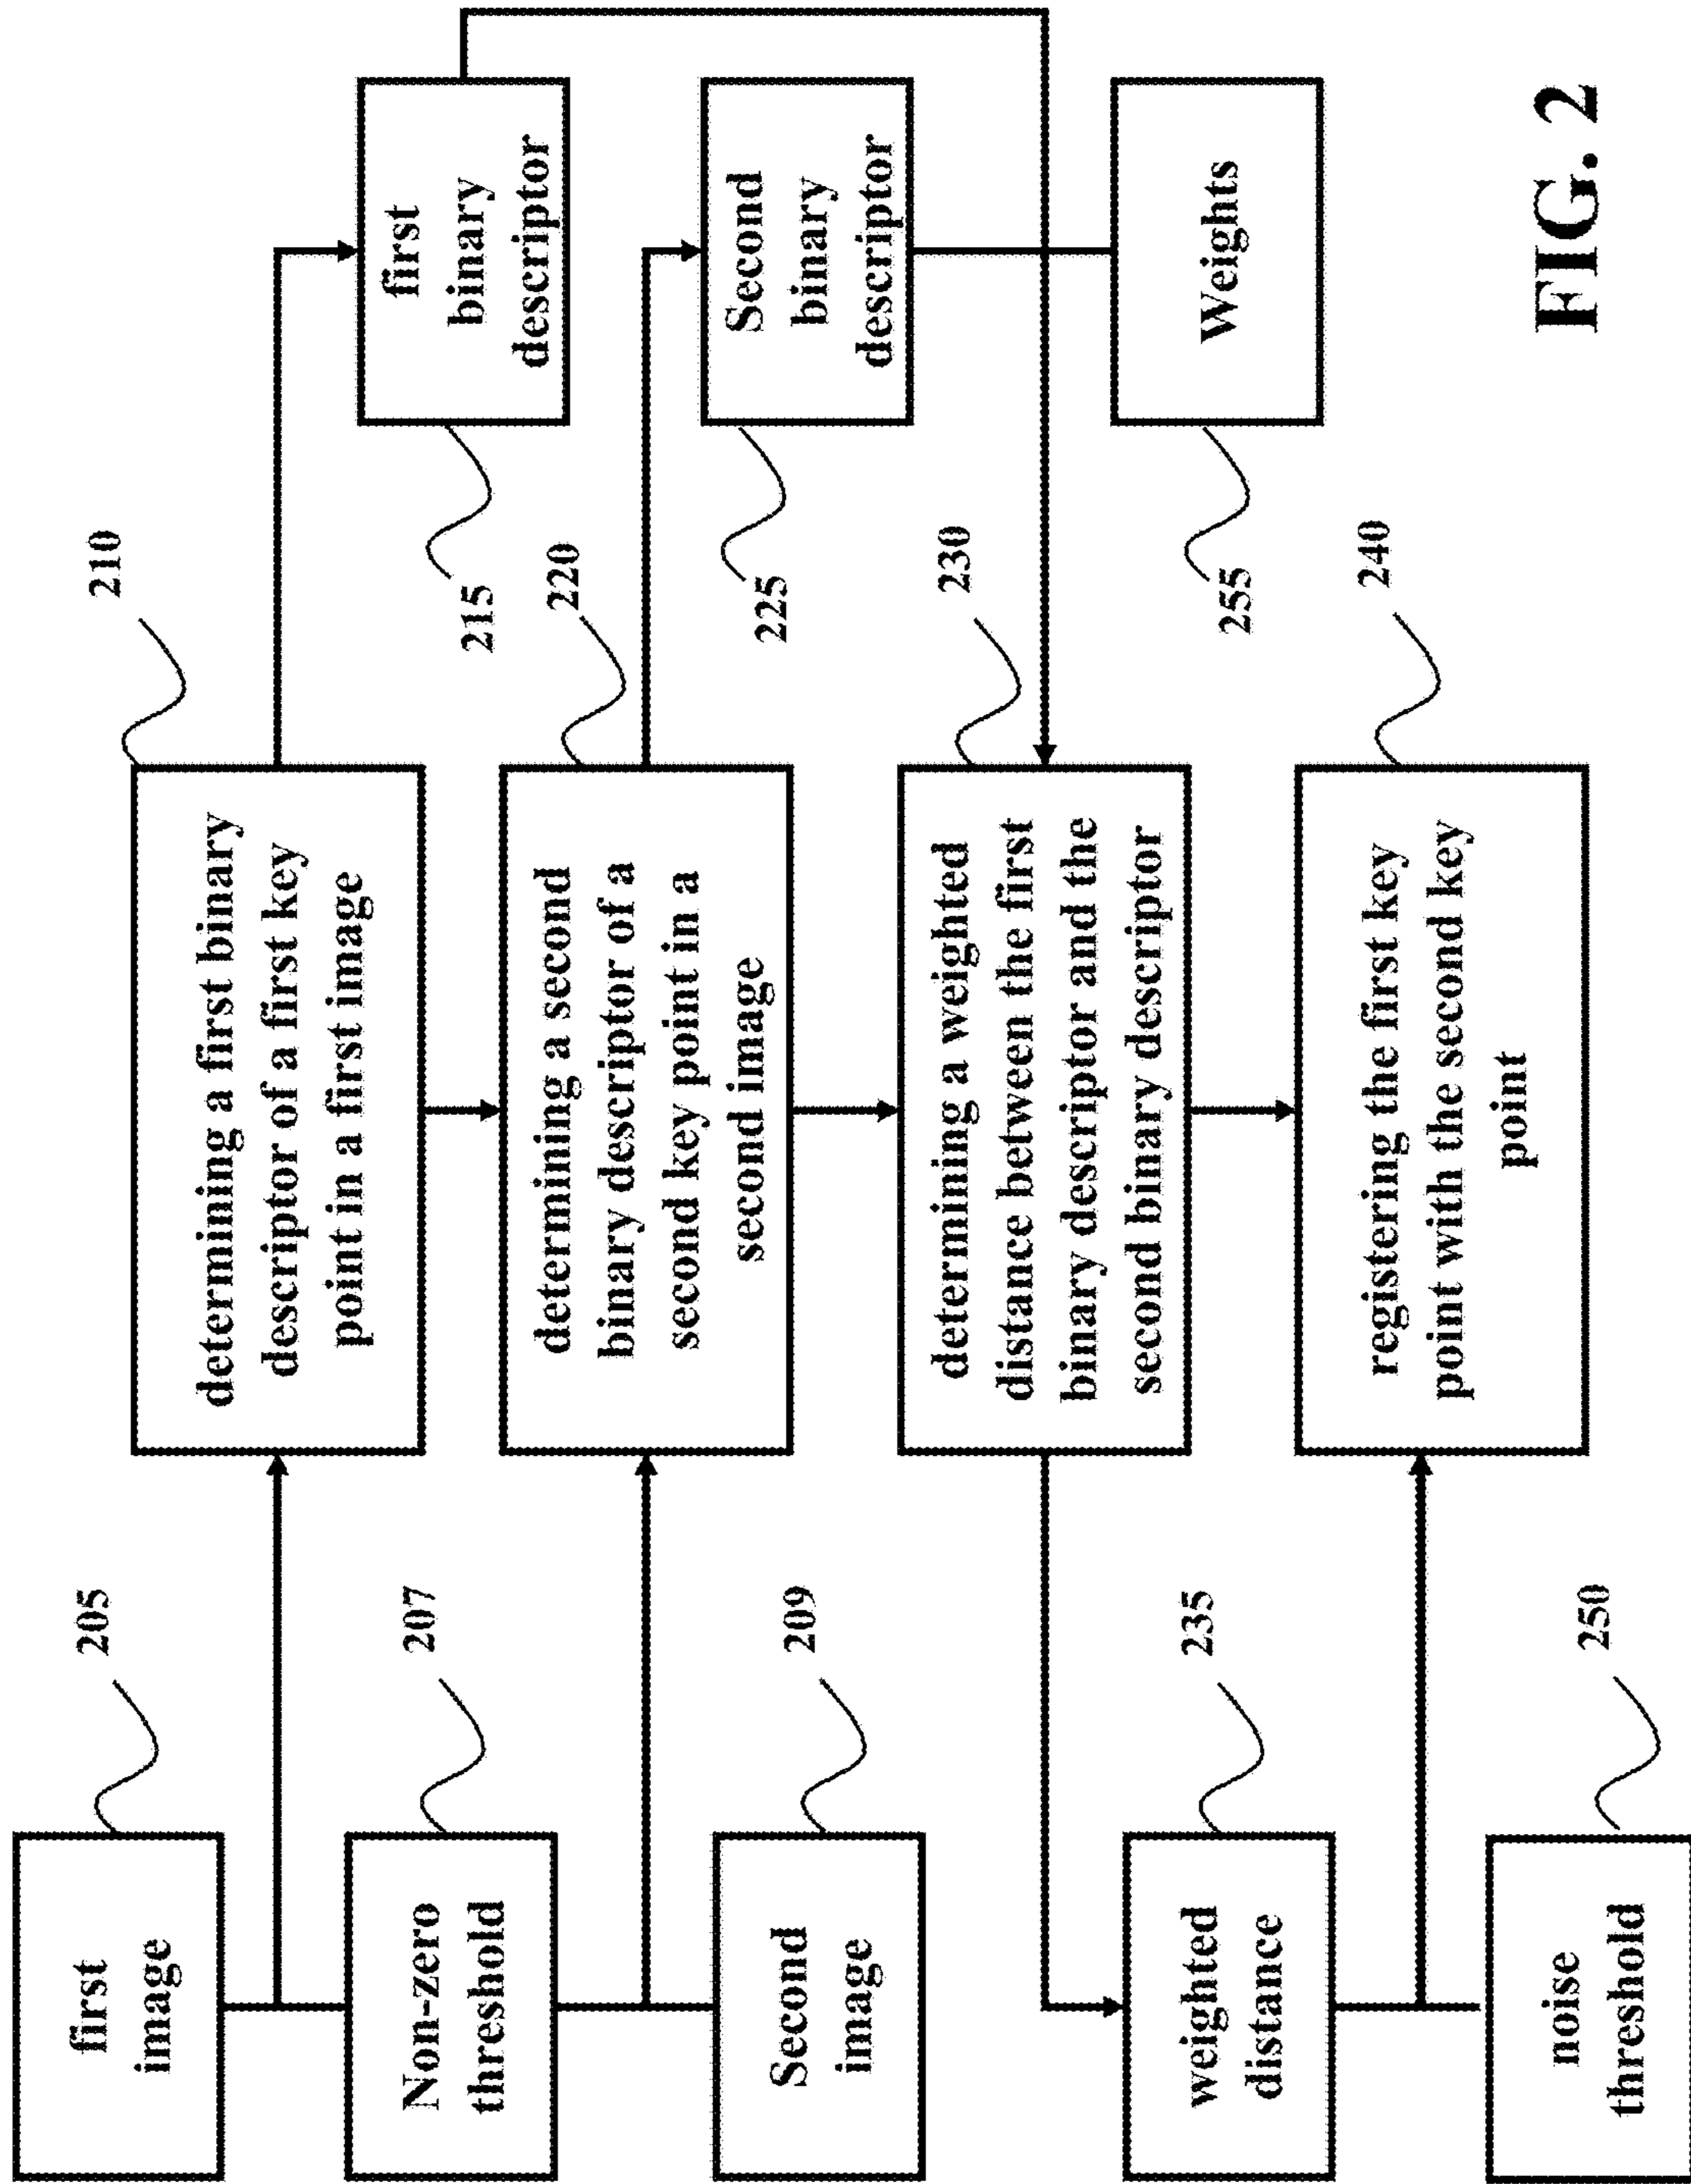 first
image
205
Non-zero
threshold
207
Second
image
209
weighted
distance
235
noise
threshold
250
determining a first binary
descriptor of a first key
point in a first image
210
determining a second
binary descriptor of a
second key point in a
second image
220
determining a weighted
distance between the first
binary descriptor and the
second binary descriptor
230
registering the first key
point with the second key
point
240
first
binary
descriptor
215
Second
binary
descriptor
225
Weights
255
FIG. 2